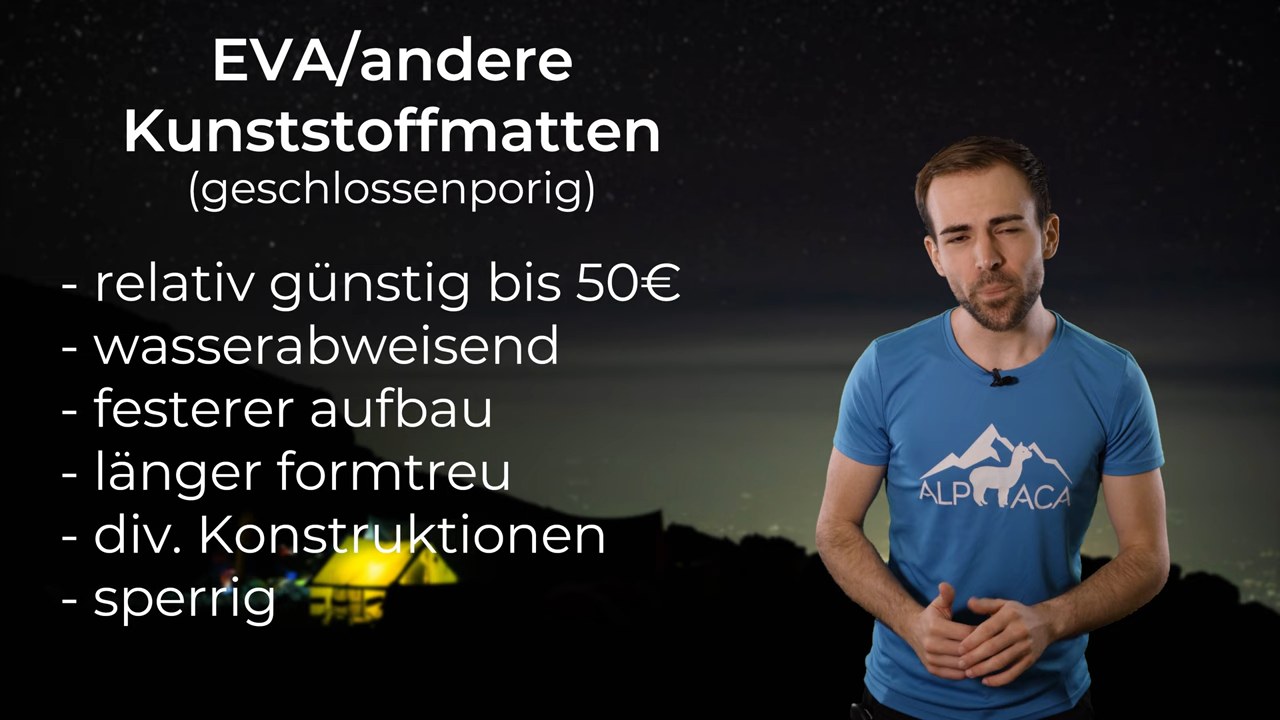 EVA/andere
Kunststoffmatten
(geschlossenporig)
- relativ günstig bis 50€
- wasserabweisend
- festerer aufbau
- länger formtreu
- div. Konstruktionen
- sperrig
ALPACA